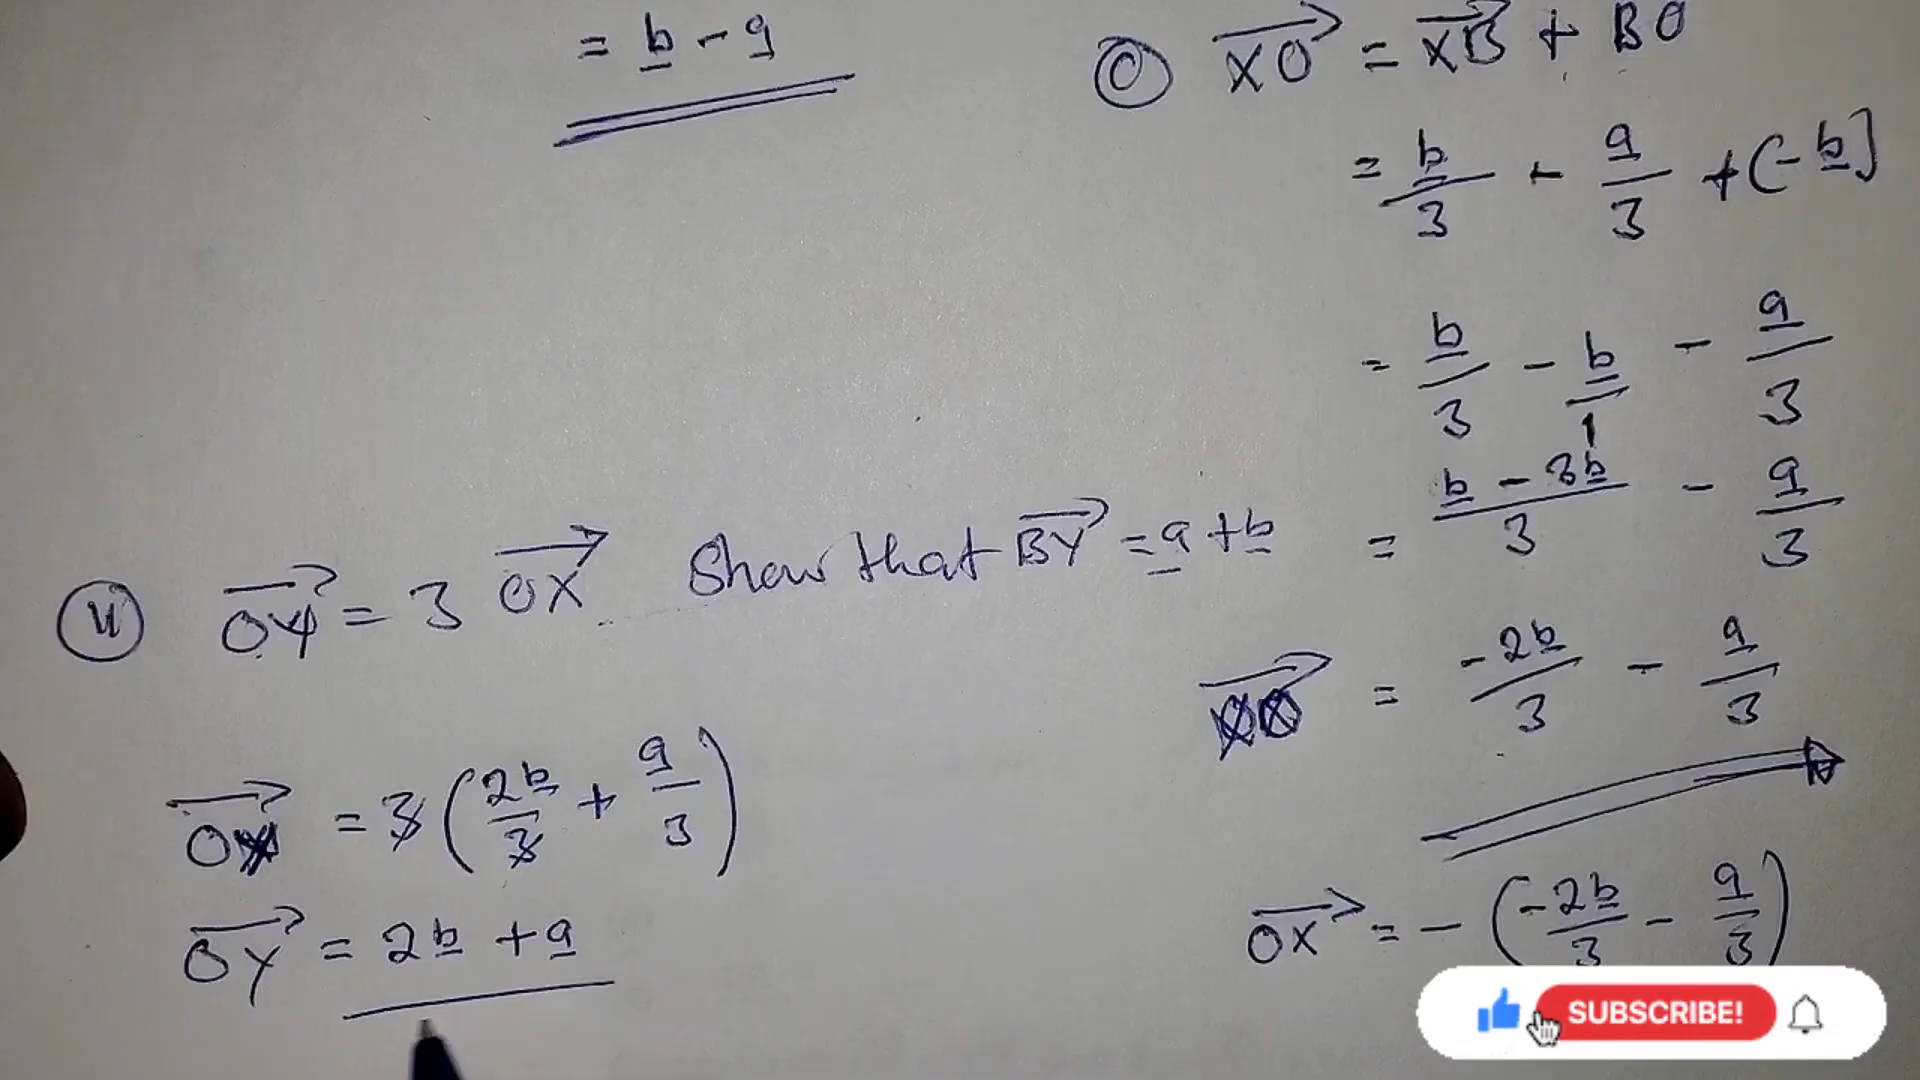 = b - a
Ⓒ XO = XB + BO
= b/3 - a/3 + (-b]
= b/3 - b/1 - a/3
= b - 3b/3 - a/3
XO = -2b/3 - a/3
OX = - (-2b/3 - a/3)
ii OY = 3 OX Show that BY = a + b
OY = 3(2b/3 + a/3)
OY = 2b + a
SUBSCRIBE!